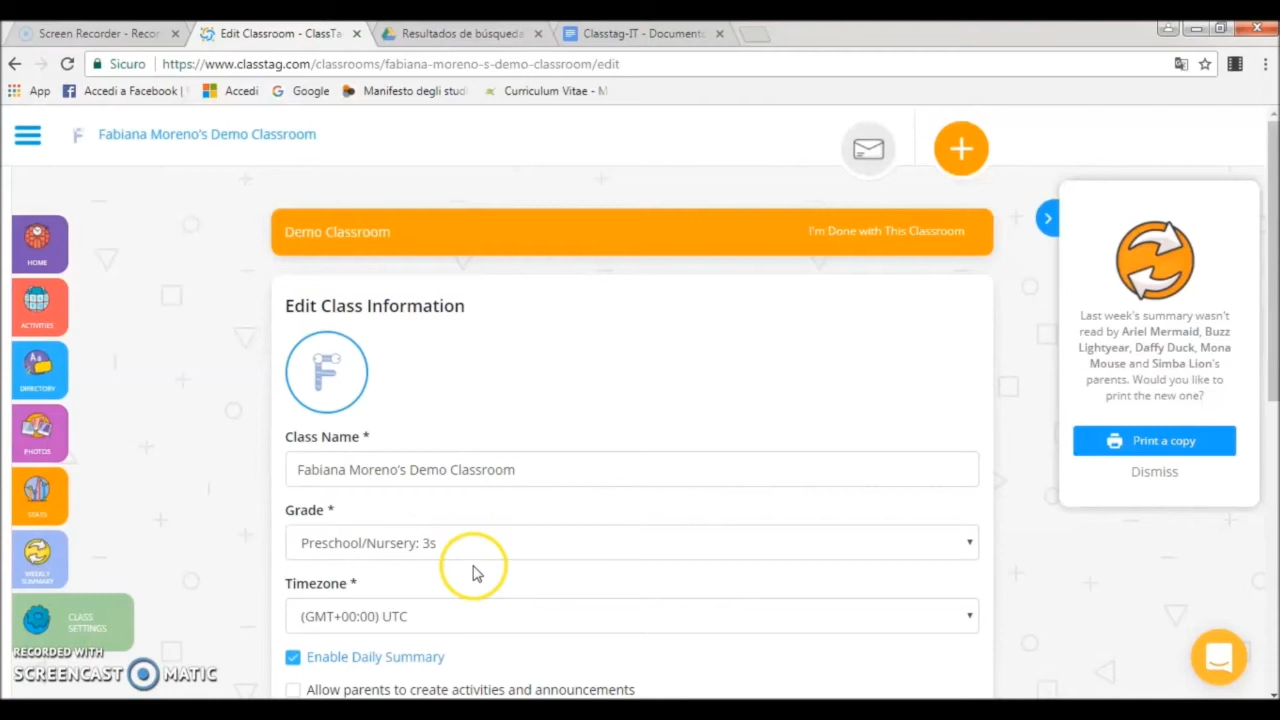 Screen Recorder - Recor
Edit Classroom - ClassTa
Resultados de búsqueda
Classtag-IT - Documento
Sicuro
https://www.classtag.com/classrooms/fabiana-moreno-s-demo-classroom/edit
App
Accedi a Facebook |
Accedi
Google
Manifesto degli stud
Curriculum Vitae - M
F Fabiana Moreno's Demo Classroom
Demo Classroom
I'm Done with This Classroom
HOME
ACTIVITIES
DIRECTORY
PHOTOS
STATS
WEEKLY
SUMMARY
CLASS
SETTINGS
Edit Class Information
F
Class Name *
Fabiana Moreno's Demo Classroom
Grade *
Preschool/Nursery: 3s
Timezone *
(GMT+00:00) UTC
Enable Daily Summary
Allow parents to create activities and announcements
Last week's summary wasn't
read by Ariel Mermaid, Buzz
Lightyear, Daffy Duck, Mona
Mouse and Simba Lion's
parents. Would you like to
print the new one?
Print a copy
Dismiss
RECORDED WITH
SCREENCAST MATIC